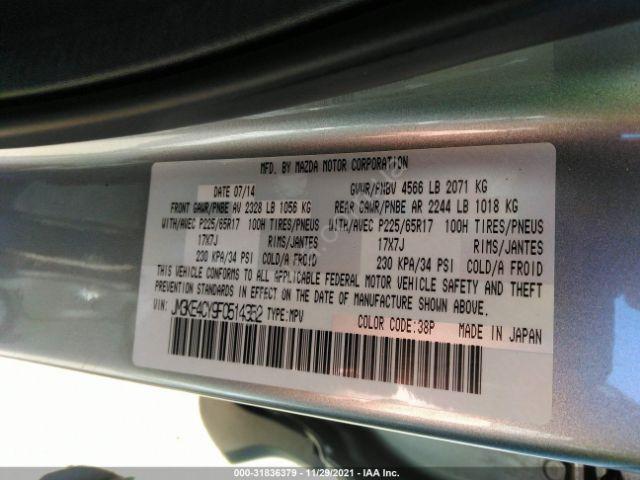 MFD. BY MAZDA MOTOR CORPORATION
DATE 07/14 GVWR/PNBV 4566 LB 2071 KG
FRONT GAWR/PNBE AV 2328 LB 1056 KG REAR GAWR/PNBE AR 2244 LB 1018 KG
WITH/AVEC P225/65R17 100H TIRES/PNEUS WITH/AVEC P225/65R17 100H TIRES/PNEUS
17X7J RIMS/JANTES 17X7J RIMS/JANTES
230 KPA/34 PSI COLD/A FROID 230 KPA/34 PSI COLD/A FROID
THIS VEHICLE CONFORMS TO ALL APPLICABLE FEDERAL MOTOR VEHICLE SAFETY AND THEFT
PREVENTION STANDARDS IN EFFECT ON THE DATE OF MANUFACTURE SHOWN ABOVE.
VIN: JM3KE4CY9F0514352 TYPE:MPV COLOR CODE:38P MADE IN JAPAN
000-31836379 - 11/29/2021 - IAA Inc.